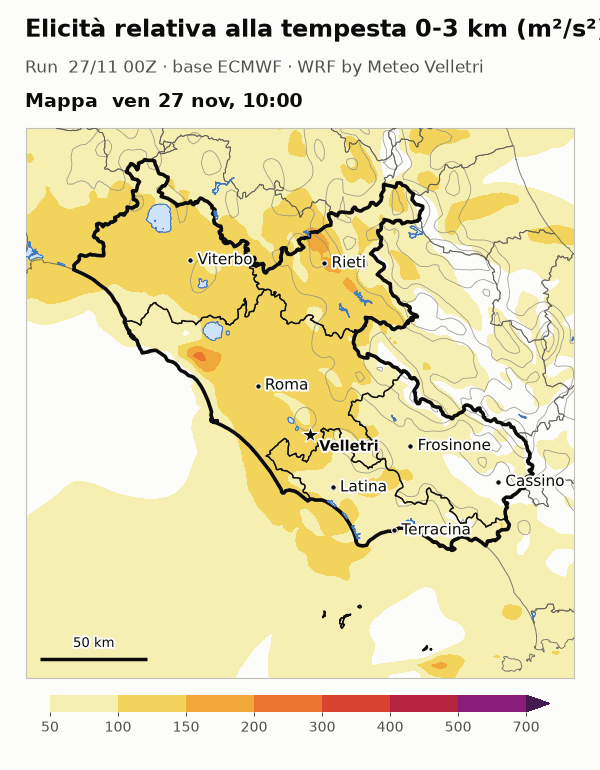 Elicità relativa alla tempesta 0-3 km (m²/s²)
Run  27/11 00Z · base ECMWF · WRF by Meteo Velletri
Mappa  ven 27 nov, 10:00
Viterbo
Rieti
Roma
Velletri
Frosinone
Cassino
Latina
Terracina
50 km
50 100 150 200 300 400 500 700